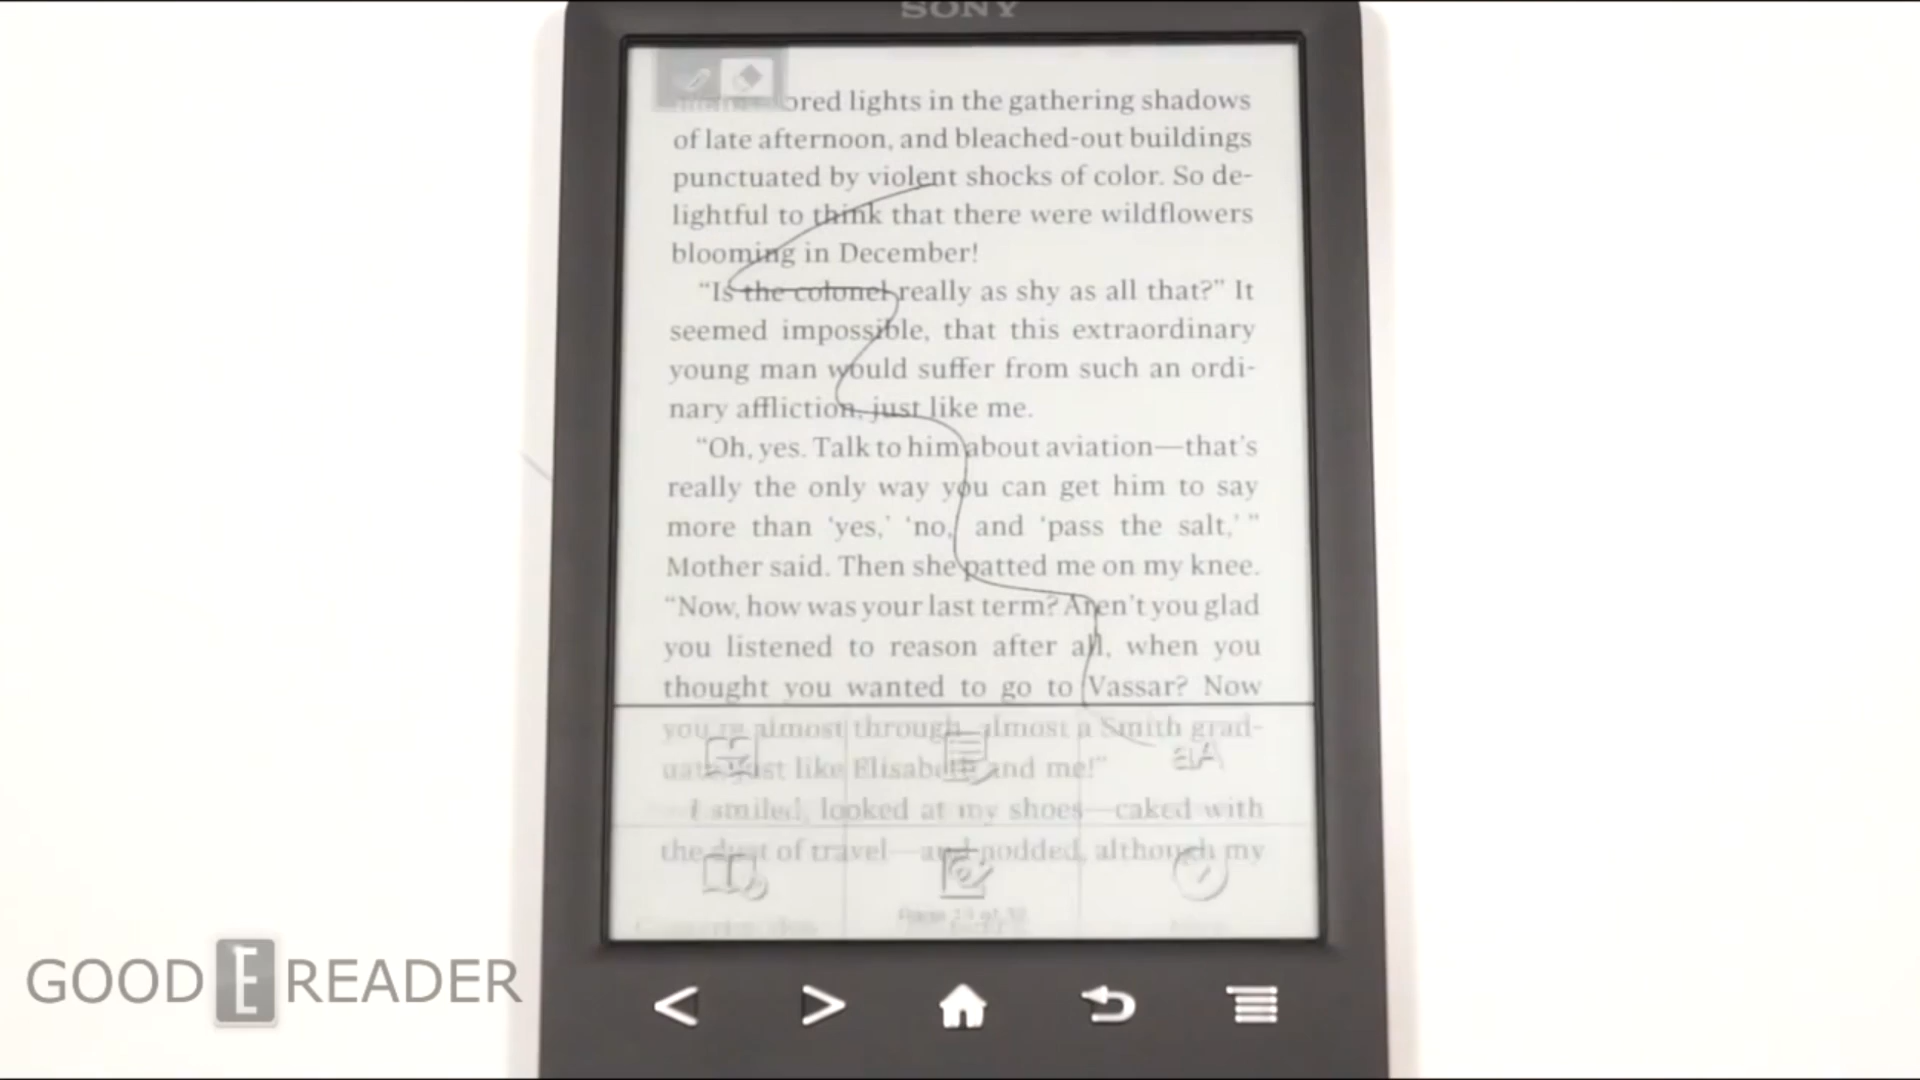 SONY
ored lights in the gathering shadows
of late afternoon, and bleached-out buildings
punctuated by violent shocks of color. So de-
lightful to think that there were wildflowers
blooming in December!
“Is the colonel really as shy as all that?” It
seemed impossible, that this extraordinary
young man would suffer from such an ordi-
nary affliction, just like me.
“Oh, yes. Talk to him about aviation—that’s
really the only way you can get him to say
more than ‘yes,’ ‘no,’ and ‘pass the salt,’ ”
Mother said. Then she patted me on my knee.
“Now, how was your last term? Aren’t you glad
you listened to reason after all, when you
thought you wanted to go to Vassar? Now
you’re almost through, almost a Smith grad-
uate, just like Elisabeth and me!”
aA
I smiled, looked at my shoes—caked with
the dust of travel—and nodded, although my
GOOD E READER